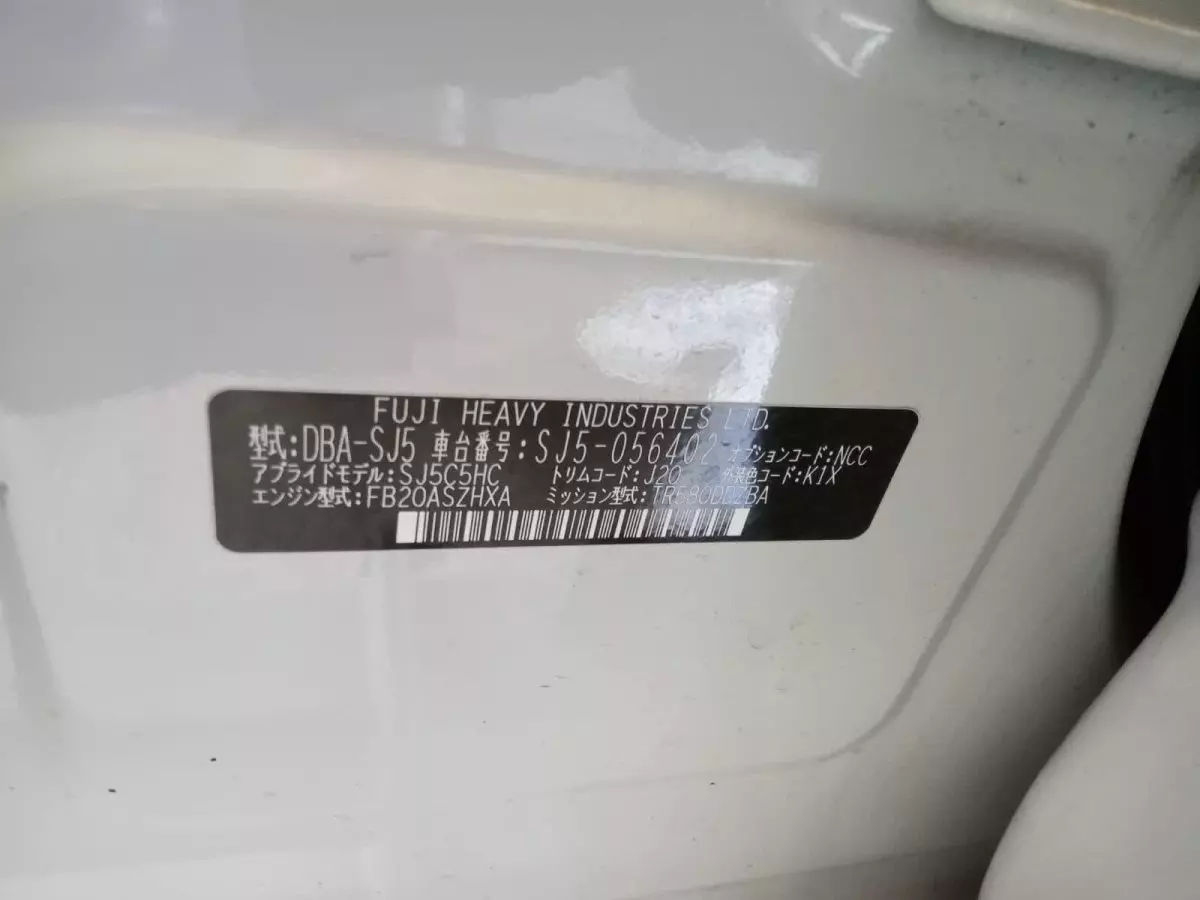 FUJI HEAVY INDUSTRIES LTD.
型式:DBA-SJ5 車台番号:SJ5-056402 オプションコード:NCC
アプライドモデル:SJ5C5HC トリムコード:J20 外装色コード:K1X
エンジン型式:FB20ASZHXA ミッション型式:TR580DDZBA